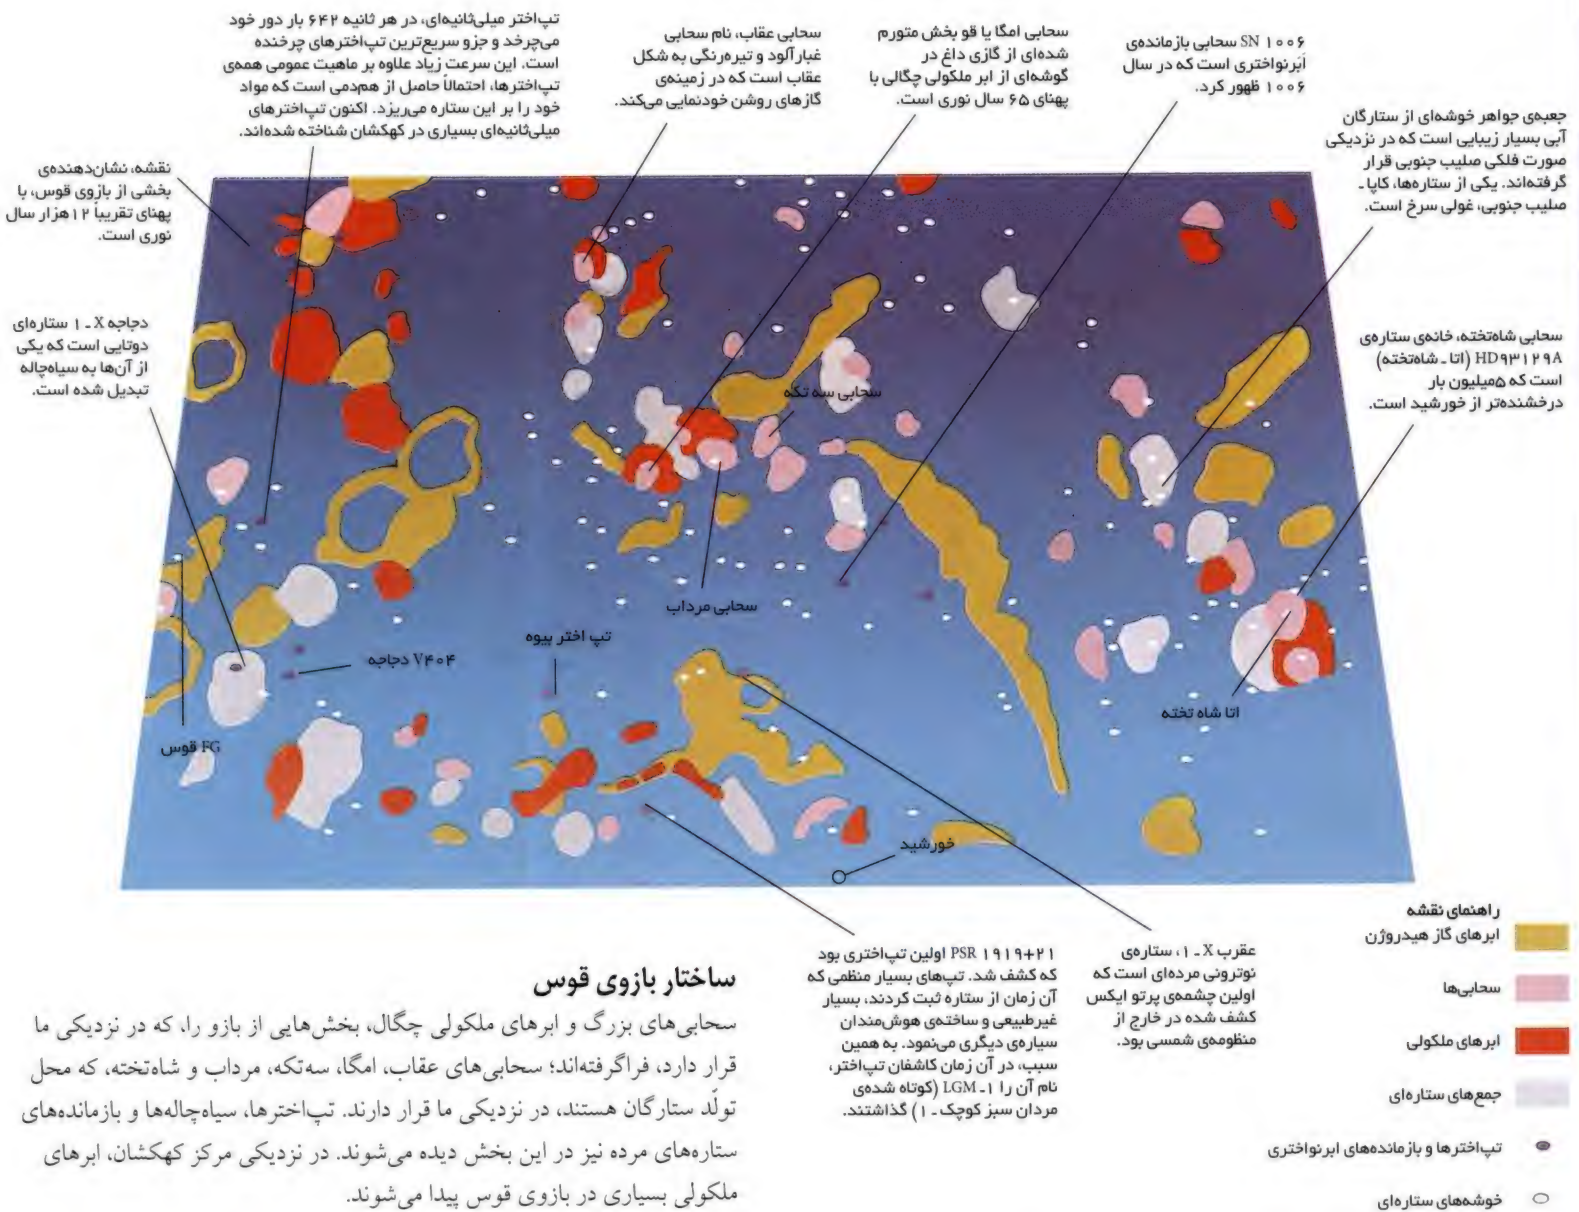 تپ‌اختر میلی‌ثانیه‌ای، در هر ثانیه ۶۴۲ بار دور خود
می‌چرخد و جزو سریع‌ترین تپ‌اخترهای چرخنده
است. این سرعت زیاد علاوه بر ماهیت عمومی همه‌ی
تپ‌اخترها، احتمالاً حاصل از هم‌دمی است که مواد
خود را بر این ستاره می‌ریزد. اکنون تپ‌اخترهای
میلی‌ثانیه‌ای بسیاری در کهکشان شناخته شده‌اند.
سحابی عقاب، نام سحابی
غبارآلود و تیره‌رنگی به شکل
عقاب است که در زمینه‌ی
گازهای روشن خودنمایی می‌کند.
سحابی امگا یا قو بخش متورم
شده‌ای از گازی داغ در
گوشه‌ای از ابر ملکولی چگالی با
پهنای ۶۵ سال نوری است.
SN ۱۰۰۶ سحابی بازمانده‌ی
اَبَرنواختری است که در سال
۱۰۰۶ ظهور کرد.
جعبه‌ی جواهر خوشه‌ای از ستارگان
آبی بسیار زیبایی است که در نزدیکی
صورت فلکی صلیب جنوبی قرار
گرفته‌اند. یکی از ستاره‌ها، کاپا ـ
صلیب جنوبی، غولی سرخ است.
نقشه، نشان‌دهنده‌ی
بخشی از بازوی قوس، با
پهنای تقریباً ۱۲هزار سال
نوری است.
دجاجه X ـ ۱ ستاره‌ای
دوتایی است که یکی
از آن‌ها به سیاه‌چاله
تبدیل شده است.
سحابی شاه‌تخته، خانه‌ی ستاره‌ی
HD۹۳۱۲۹A (اتا ـ شاه‌تخته)
است که ۵میلیون بار
درخشنده‌تر از خورشید است.
سحابی سه تکه
سحابی مرداب
تپ اختر بیوه
V۴۰۴ دجاجه
FG قوس
اتا شاه تخته
خورشید
راهنمای نقشه
ابرهای گاز هیدروژن
سحابی‌ها
ابرهای ملکولی
جمع‌های ستاره‌ای
تپ‌اخترها و بازمانده‌های ابرنواختری
خوشه‌های ستاره‌ای
عقرب X ـ ۱، ستاره‌ی
نوترونی مرده‌ای است که
اولین چشمه‌ی پرتو ایکس
کشف شده در خارج از
منظومه‌ی شمسی بود.
PSR ۱۹۱۹+۲۱ اولین تپ‌اختری بود
که کشف شد. تپ‌های بسیار منظمی که
آن زمان از ستاره ثبت کردند، بسیار
غیرطبیعی و ساخته‌ی هوش‌مندان
سیاره‌ی دیگری می‌نمود. به همین
سبب، در آن زمان کاشفان تپ‌اختر،
نام آن را LGM ـ۱ (کوتاه شده‌ی
مردان سبز کوچک ـ ۱) گذاشتند.
ساختار بازوی قوس
سحابی‌های بزرگ و ابرهای ملکولی چگال، بخش‌هایی از بازو را، که در نزدیکی ما
قرار دارد، فراگرفته‌اند؛ سحابی‌های عقاب، امگا، سه‌تکه، مرداب و شاه‌تخته، که محل
تولّد ستارگان هستند، در نزدیکی ما قرار دارند. تپ‌اخترها، سیاه‌چاله‌ها و بازمانده‌های
ستاره‌های مرده نیز در این بخش دیده می‌شوند. در نزدیکی مرکز کهکشان، ابرهای
ملکولی بسیاری در بازوی قوس پیدا می‌شوند.